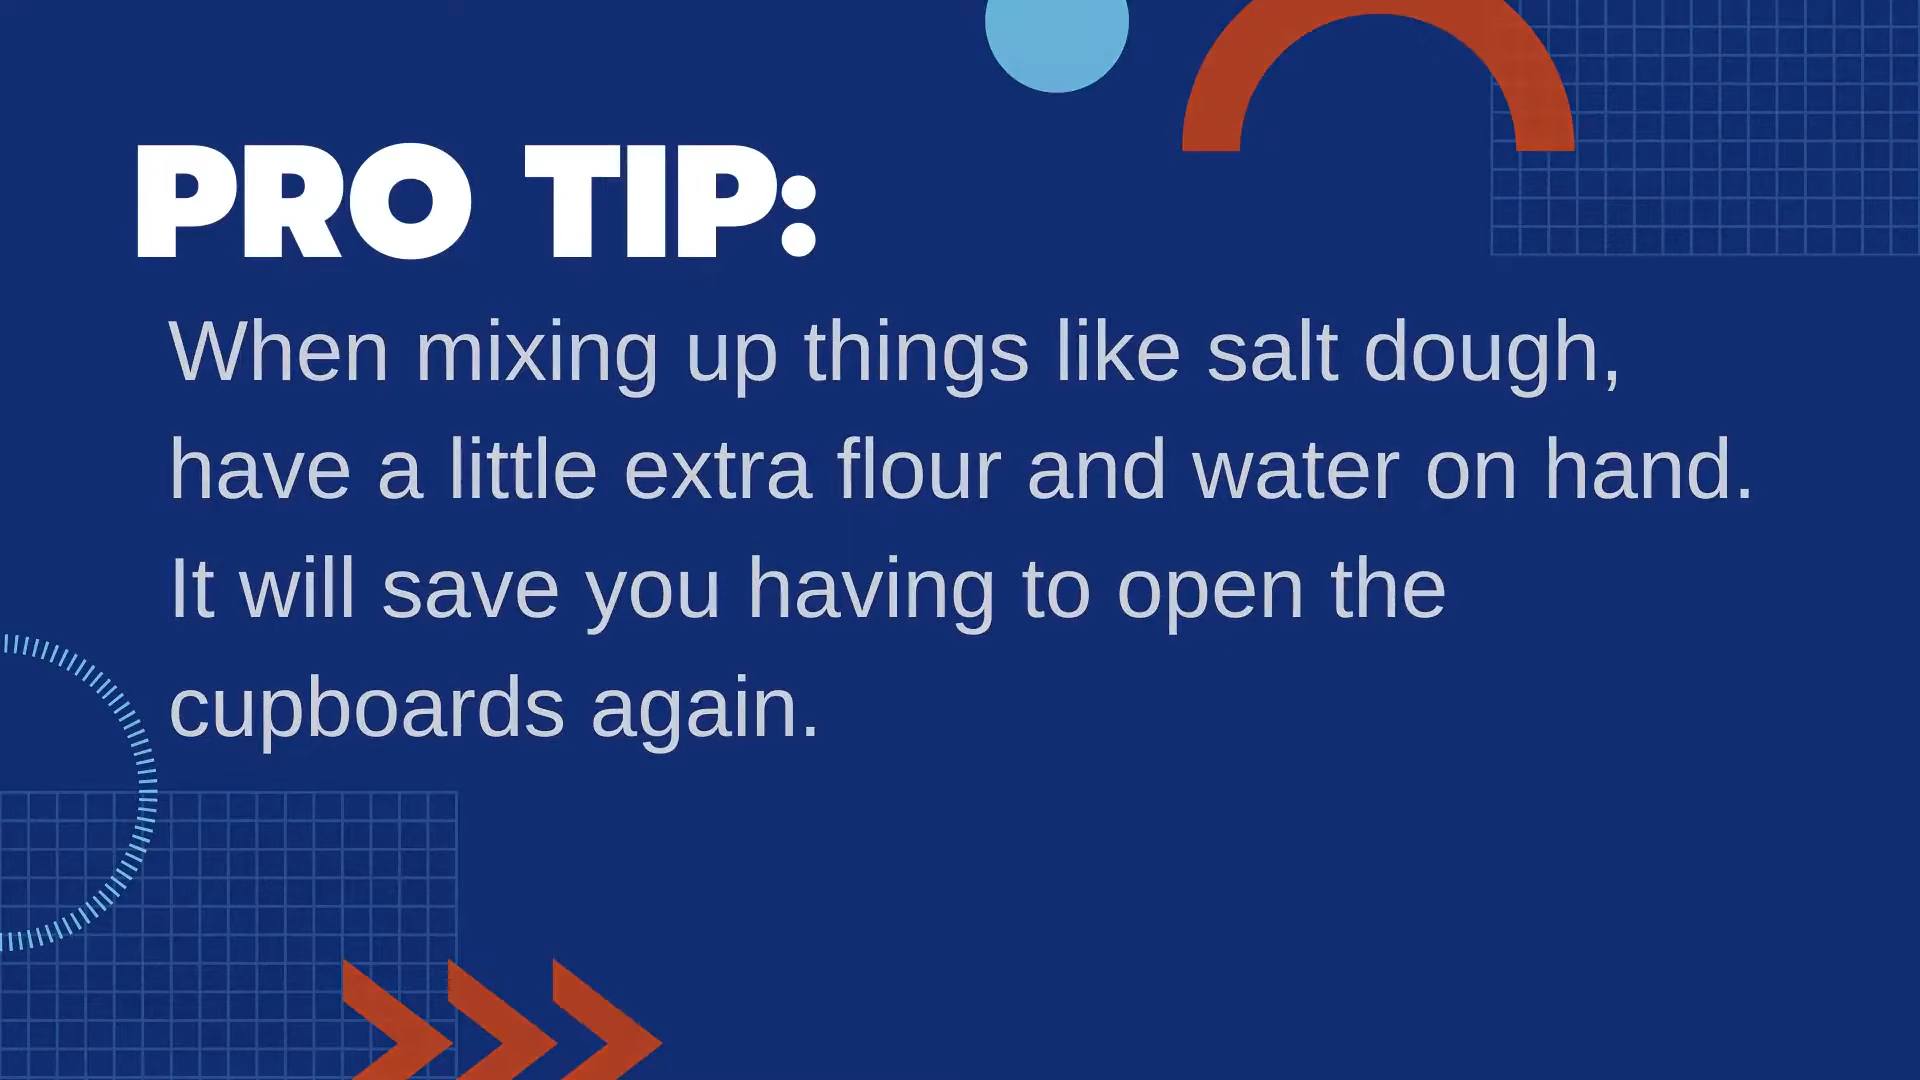 PRO TIP:
When mixing up things like salt dough,
have a little extra flour and water on hand.
It will save you having to open the
cupboards again.